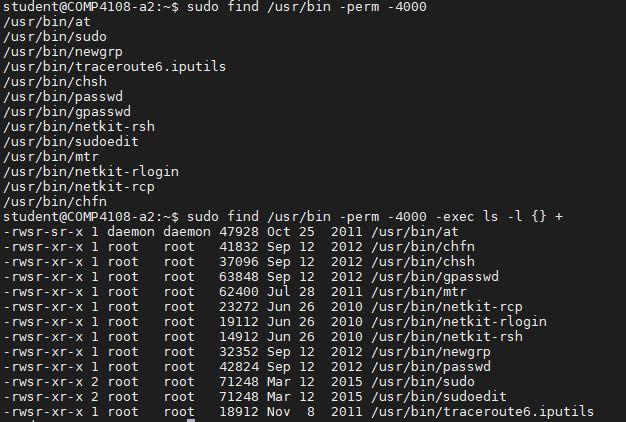 student@COMP4108-a2:~$ sudo find /usr/bin -perm -4000
/usr/bin/at
/usr/bin/sudo
/usr/bin/newgrp
/usr/bin/traceroute6.iputils
/usr/bin/chsh
/usr/bin/passwd
/usr/bin/gpasswd
/usr/bin/netkit-rsh
/usr/bin/sudoedit
/usr/bin/mtr
/usr/bin/netkit-rlogin
/usr/bin/netkit-rcp
/usr/bin/chfn
student@COMP4108-a2:~$ sudo find /usr/bin -perm -4000 -exec ls -l {} +
-rwsr-sr-x 1 daemon daemon 47928 Oct 25  2011 /usr/bin/at
-rwsr-xr-x 1 root   root   41832 Sep 12  2012 /usr/bin/chfn
-rwsr-xr-x 1 root   root   37096 Sep 12  2012 /usr/bin/chsh
-rwsr-xr-x 1 root   root   63848 Sep 12  2012 /usr/bin/gpasswd
-rwsr-xr-x 1 root   root   62400 Jul 28  2011 /usr/bin/mtr
-rwsr-xr-x 1 root   root   23272 Jun 26  2010 /usr/bin/netkit-rcp
-rwsr-xr-x 1 root   root   19112 Jun 26  2010 /usr/bin/netkit-rlogin
-rwsr-xr-x 1 root   root   14912 Jun 26  2010 /usr/bin/netkit-rsh
-rwsr-xr-x 1 root   root   32352 Sep 12  2012 /usr/bin/newgrp
-rwsr-xr-x 1 root   root   42824 Sep 12  2012 /usr/bin/passwd
-rwsr-xr-x 2 root   root   71248 Mar 12  2015 /usr/bin/sudo
-rwsr-xr-x 2 root   root   71248 Mar 12  2015 /usr/bin/sudoedit
-rwsr-xr-x 1 root   root   18912 Nov  8  2011 /usr/bin/traceroute6.iputils